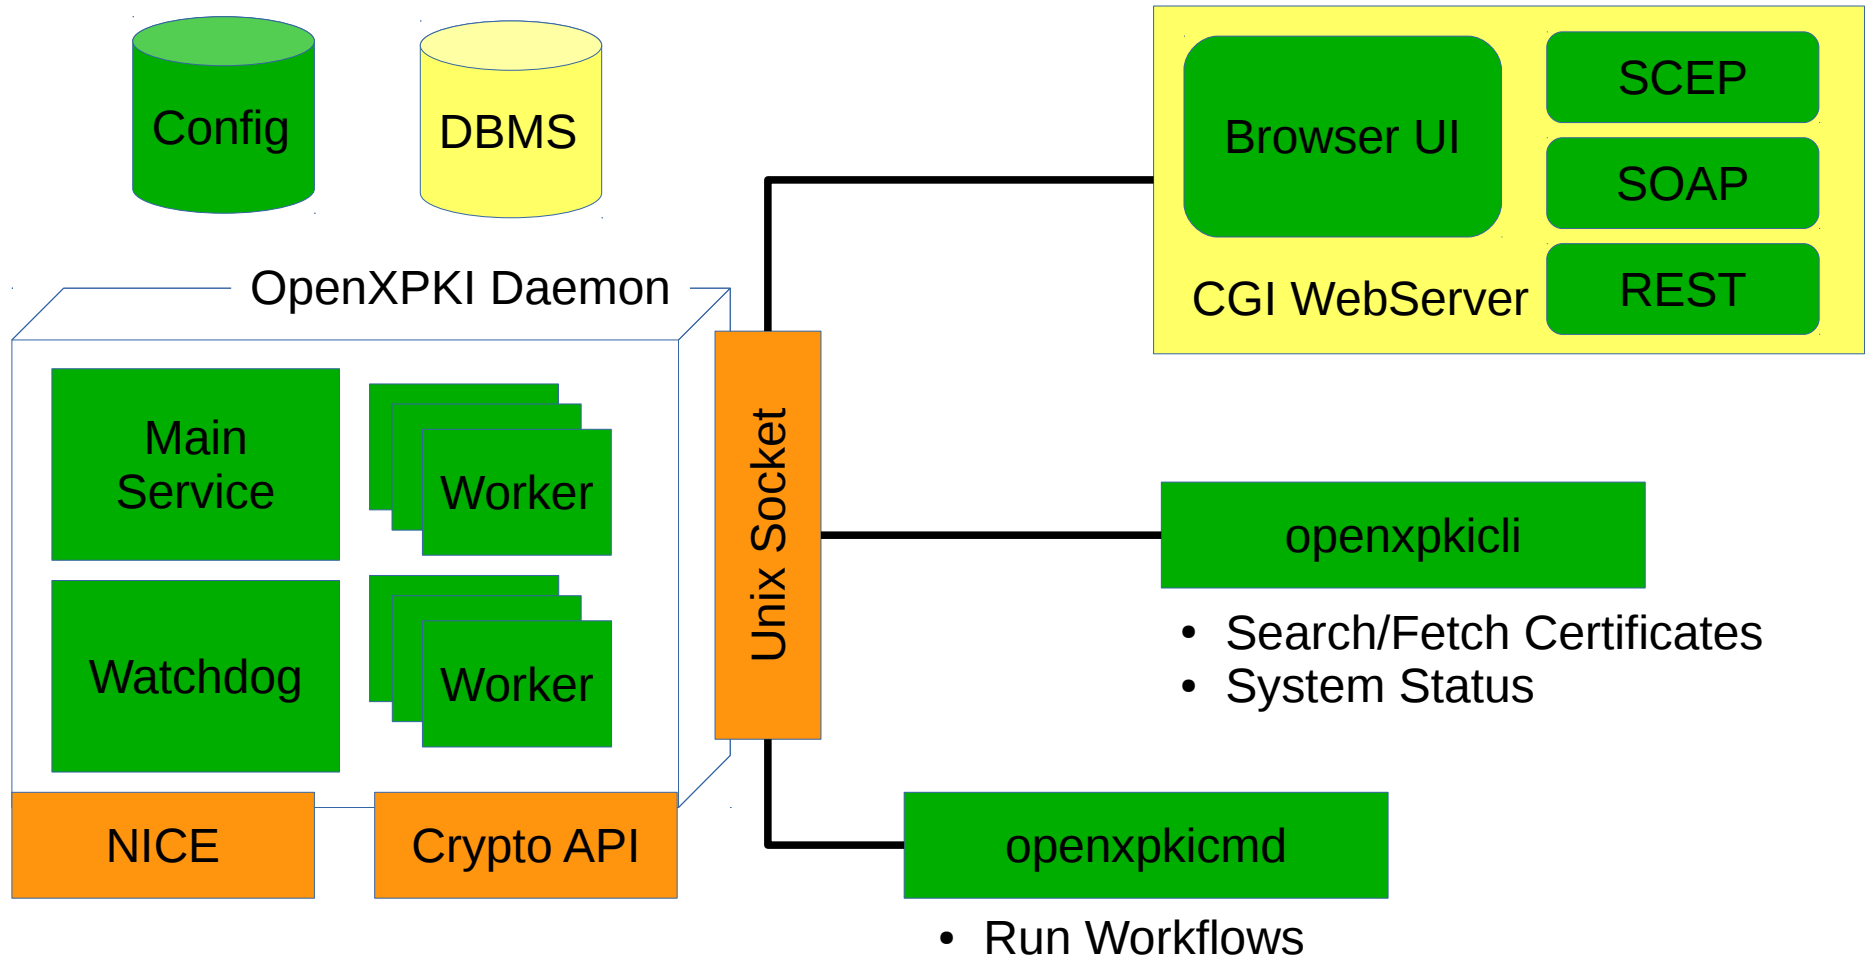 Config
DBMS
Browser UI
SCEP
SOAP
REST
CGI WebServer
OpenXPKI Daemon
Main
Service
Worker
Watchdog
Worker
NICE
Crypto API
Unix Socket
openxpkicli
• Search/Fetch Certificates
• System Status
openxpkicmd
• Run Workflows